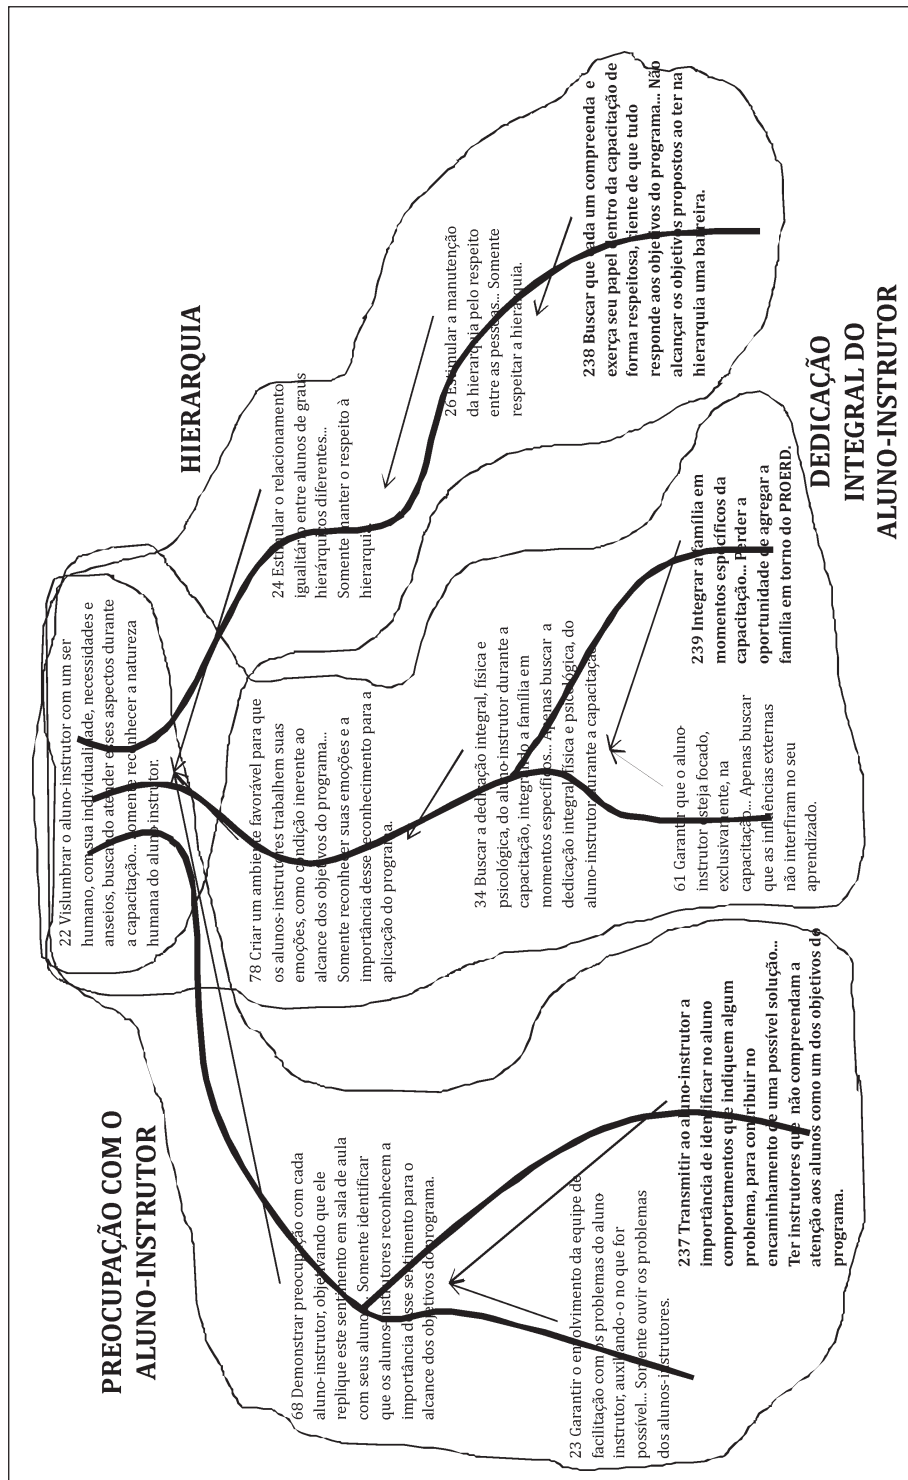 PREOCUPAÇÃO COM O
ALUNO-INSTRUTOR
HIERARQUIA
DEDICAÇÃO
INTEGRAL DO
ALUNO-INSTRUTOR
22 Vislumbrar o aluno-instrutor com um ser
humano, com sua individualidade, necessidades e
anseios, buscando atender esses aspectos durante
a capacitação... Somente reconhecer a natureza
humana do aluno instrutor.
68 Demonstrar preocupação com cada
aluno-instrutor, objetivando que ele
replique este sentimento em sala de aula
com seus alunos... Somente identificar
que os alunos-instrutores reconhecem a
importância desse sentimento para o
alcance dos objetivos do programa.
23 Garantir o envolvimento da equipe de
facilitação com os problemas do aluno
instrutor, auxiliando-o no que for
possível... Somente ouvir os problemas
dos alunos-instrutores.
237 Transmitir ao aluno-instrutor a
importância de identificar no aluno
comportamentos que indiquem algum
problema, para contribuir no
encaminhamento de uma possível solução...
Ter instrutores que não compreendam a
atenção aos alunos como um dos objetivos do
programa.
78 Criar um ambiente favorável para que
os alunos-instrutores trabalhem suas
emoções, como condição inerente ao
alcance dos objetivos do programa...
Somente reconhecer suas emoções e a
importância desse reconhecimento para a
aplicação do programa.
34 Buscar a dedicação integral, física e
psicológica, do aluno-instrutor durante a
capacitação, integrando a família em
momentos específicos... Apenas buscar a
dedicação integral, física e psicológica, do
aluno-instrutor durante a capacitação.
61 Garantir que o aluno-
instrutor esteja focado,
exclusivamente, na
capacitação... Apenas buscar
que as influências externas
não interfiram no seu
aprendizado.
239 Integrar a família em
momentos específicos da
capacitação... Perder a
oportunidade de agregar a
família em torno do PROERD.
24 Estimular o relacionamento
igualitário entre alunos de graus
hierárquicos diferentes...
Somente manter o respeito à
hierarquia.
26 Estimular a manutenção
da hierarquia pelo respeito
entre as pessoas... Somente
respeitar a hierarquia.
238 Buscar que cada um compreenda e
exerça seu papel dentro da capacitação de
forma respeitosa, ciente de que tudo
responde aos objetivos do programa... Não
alcançar os objetivos propostos ao ter na
hierarquia uma barreira.